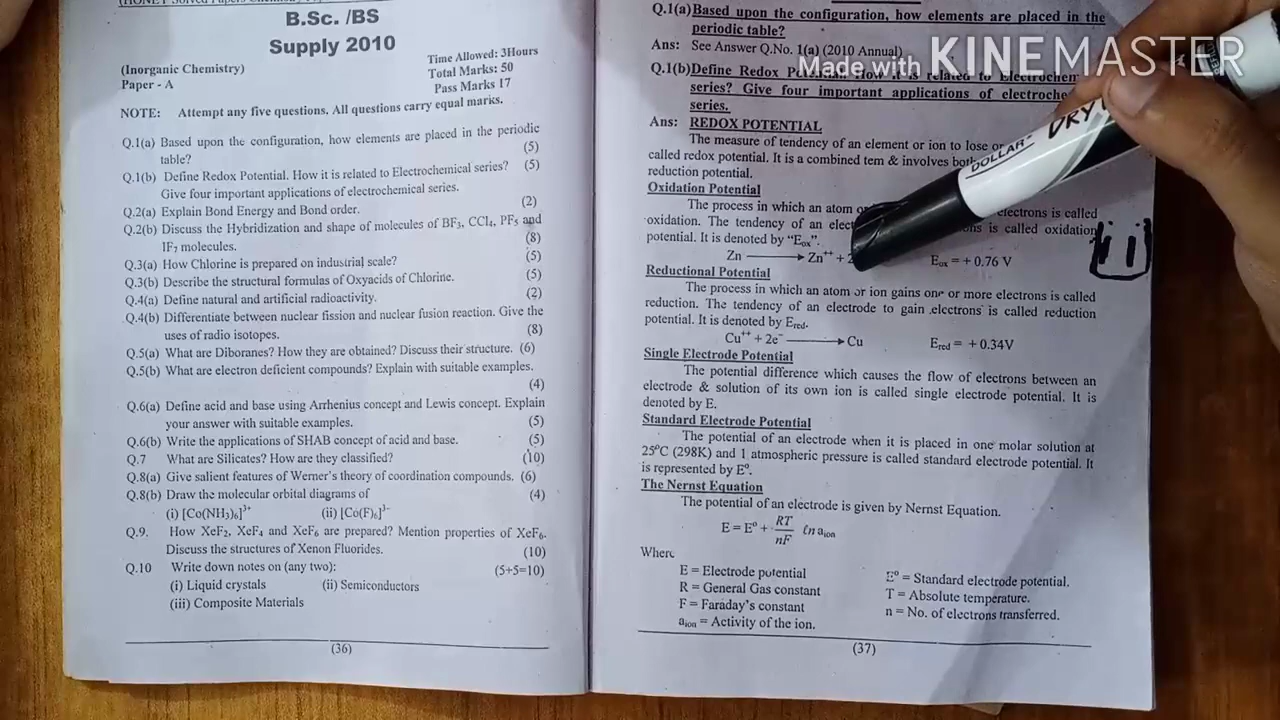 B.Sc. /BS
Supply 2010
Time Allowed: 3Hours
(Inorganic Chemistry)
Total Marks: 50
Paper - A
Pass Marks 17
NOTE: Attempt any five questions. All questions carry equal marks.
Q.1(a) Based upon the configuration, how elements are placed in the periodic
table? (5)
Q.1(b) Define Redox Potential. How it is related to Electrochemical series? (5)
Give four important applications of electrochemical series.
Q.2(a) Explain Bond Energy and Bond order. (2)
Q.2(b) Discuss the Hybridization and shape of molecules of BF3, CCl4, PF5 and
IF7 molecules. (8)
Q.3(a) How Chlorine is prepared on industrial scale? (5)
Q.3(b) Describe the structural formulas of Oxyacids of Chlorine. (5)
Q.4(a) Define natural and artificial radioactivity. (2)
Q.4(b) Differentiate between nuclear fission and nuclear fusion reaction. Give the
uses of radio isotopes. (8)
Q.5(a) What are Diboranes? How they are obtained? Discuss their structure. (6)
Q.5(b) What are electron deficient compounds? Explain with suitable examples.
(4)
Q.6(a) Define acid and base using Arrhenius concept and Lewis concept. Explain
your answer with suitable examples. (5)
Q.6(b) Write the applications of SHAB concept of acid and base. (5)
Q.7 What are Silicates? How are they classified? (10)
Q.8(a) Give salient features of Werner's theory of coordination compounds. (6)
Q.8(b) Draw the molecular orbital diagrams of (4)
(i) [Co(NH3)6]3+ (ii) [Co(F)6]3−
Q.9. How XeF2, XeF4 and XeF6 are prepared? Mention properties of XeF6.
Discuss the structures of Xenon Fluorides. (10)
Q.10 Write down notes on (any two): (5+5=10)
(i) Liquid crystals (ii) Semiconductors
(iii) Composite Materials
(36)
Q.1(a)Based upon the configuration, how elements are placed in the
periodic table?
Ans: See Answer Q.No. 1(a) (2010 Annual)
Made with KINEMASTER
Q.1(b)Define Redox is related to
series? Give four important applications of
series.
Ans: REDOX POTENTIAL
The measure of tendency of an element or ion to lose or
called redox potential. It is a combined tem & involves
reduction potential.
Oxidation Potential
The process in which an atom electrons is called
oxidation. The tendency of an is called oxidation
potential. It is denoted by "Eox".
Zn ⟶ Zn++ + Eox = + 0.76 V
Reductional Potential
The process in which an atom or ion gains one or more electrons is called
reduction. The tendency of an electrode to gain electrons is called reduction
potential. It is denoted by Ered.
Cu++ + 2e− ⟶ Cu Ered = + 0.34V
Single Electrode Potential
The potential difference which causes the flow of electrons between an
electrode & solution of its own ion is called single electrode potential. It is
denoted by E.
Standard Electrode Potential
The potential of an electrode when it is placed in one molar solution at
25°C (298K) and 1 atmospheric pressure is called standard electrode potential. It
is represented by E°.
The Nernst Equation
The potential of an electrode is given by Nernst Equation.
E = E° + RT/nF ℓn aion
Where
E = Electrode potential E° = Standard electrode potential.
R = General Gas constant T = Absolute temperature.
F = Faraday's constant n = No. of electrons transferred.
aion = Activity of the ion.
(37)
DOLLAR
DRY
11